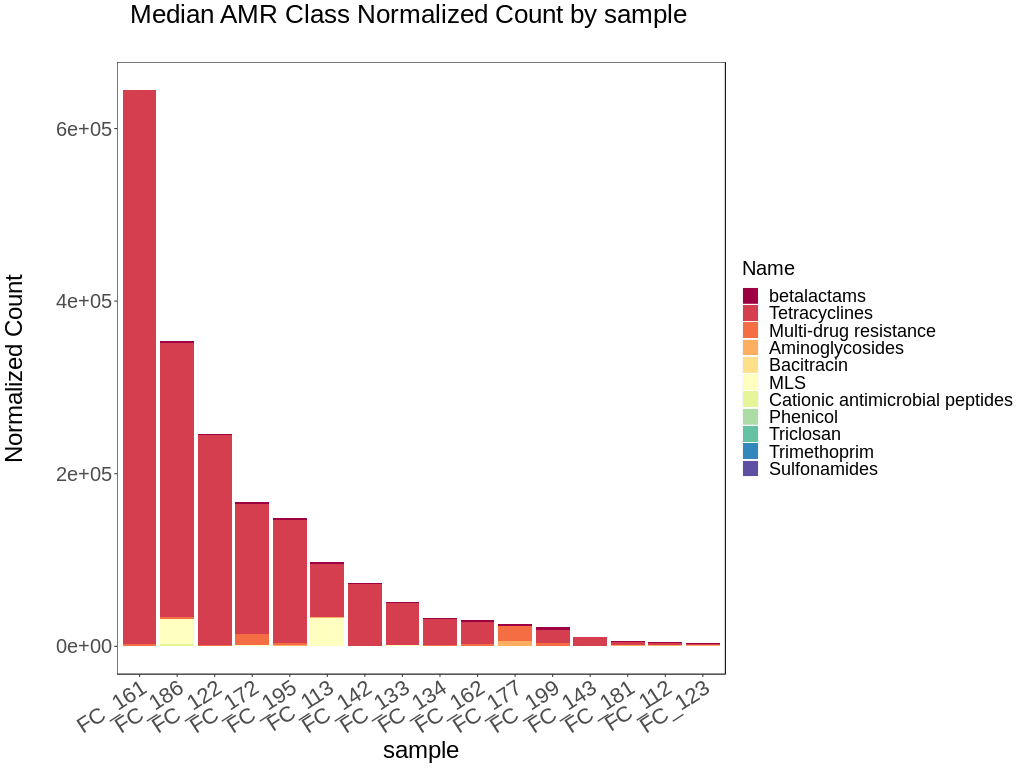 Median AMR Class Normalized Count by sample
Normalized Count
6e+05
4e+05
2e+05
0e+00
FC_161
FC_186
FC_122
FC_172
FC_195
FC_113
FC_142
FC_133
FC_134
FC_162
FC_177
FC_199
FC_143
FC_181
FC_112
FC_123
sample
Name
betalactams
Tetracyclines
Multi-drug resistance
Aminoglycosides
Bacitracin
MLS
Cationic antimicrobial peptides
Phenicol
Triclosan
Trimethoprim
Sulfonamides